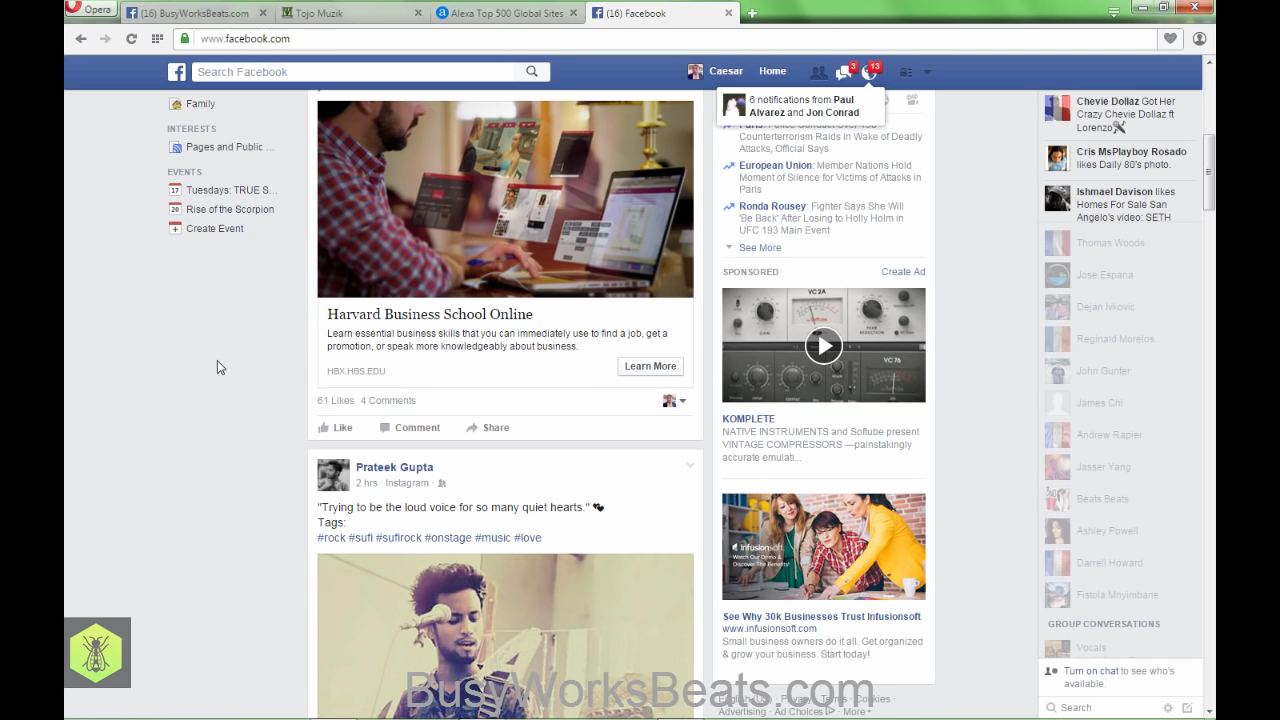 Opera
(16) BusyWorksBeats.com
Tojo Muzik
Alexa Top 500 Global Sites
(16) Facebook
www.facebook.com
Search Facebook
Caesar
Home
3
13
6 notifications from Paul
Alvarez and Jon Conrad
Family
INTERESTS
Pages and Public ...
EVENTS
17 Tuesdays: TRUE S...
20 Rise of the Scorpion
Create Event
Harvard Business School Online
Learn essential business skills that you can immediately use to find a job, get a
promotion, or speak more knowledgeably about business.
HBX.HBS.EDU
Learn More
61 Likes 4 Comments
Like Comment Share
Prateek Gupta
2 hrs · Instagram ·
"Trying to be the loud voice for so many quiet hearts."
Tags:
#rock #sufi #sufirock #onstage #music #love
Counterterrorism Raids in Wake of Deadly
Attacks, Official Says
European Union: Member Nations Hold
Moment of Silence for Victims of Attacks in
Paris
Ronda Rousey: Fighter Says She Will
'Be Back' After Losing to Holly Holm in
UFC 193 Main Event
See More
SPONSORED
Create Ad
VC 2A
VC 76
KOMPLETE
NATIVE INSTRUMENTS and Softube present
VINTAGE COMPRESSORS —painstakingly
accurate emulati...
Infusionsoft
Watch Our Demo &
Discover The Benefits!
See Why 30k Businesses Trust Infusionsoft
www.infusionsoft.com
Small business owners do it all. Get organized
& grow your business. Start today!
Privacy · Terms · Cookies
Advertising · Ad Choices · More
Chevie Dollaz Got Her
Crazy Chevie Dollaz ft
Lorenzo
Cris MsPlayboy Rosado
likes Daily 80's photo.
Ishmael Davison likes
Homes For Sale San
Angelo's video: SETH
Thomas Woods
Jose Espana
Dejan Ivkovic
Reginald Morelos
John Gunter
James Chi
Andrew Rapier
Jasser Yang
Beats Beats
Ashley Powell
Darrell Howard
Fistola Mnyimbane
GROUP CONVERSATIONS
Vocals
Turn on chat to see who's
available.
Search
BusyWorksBeats.com